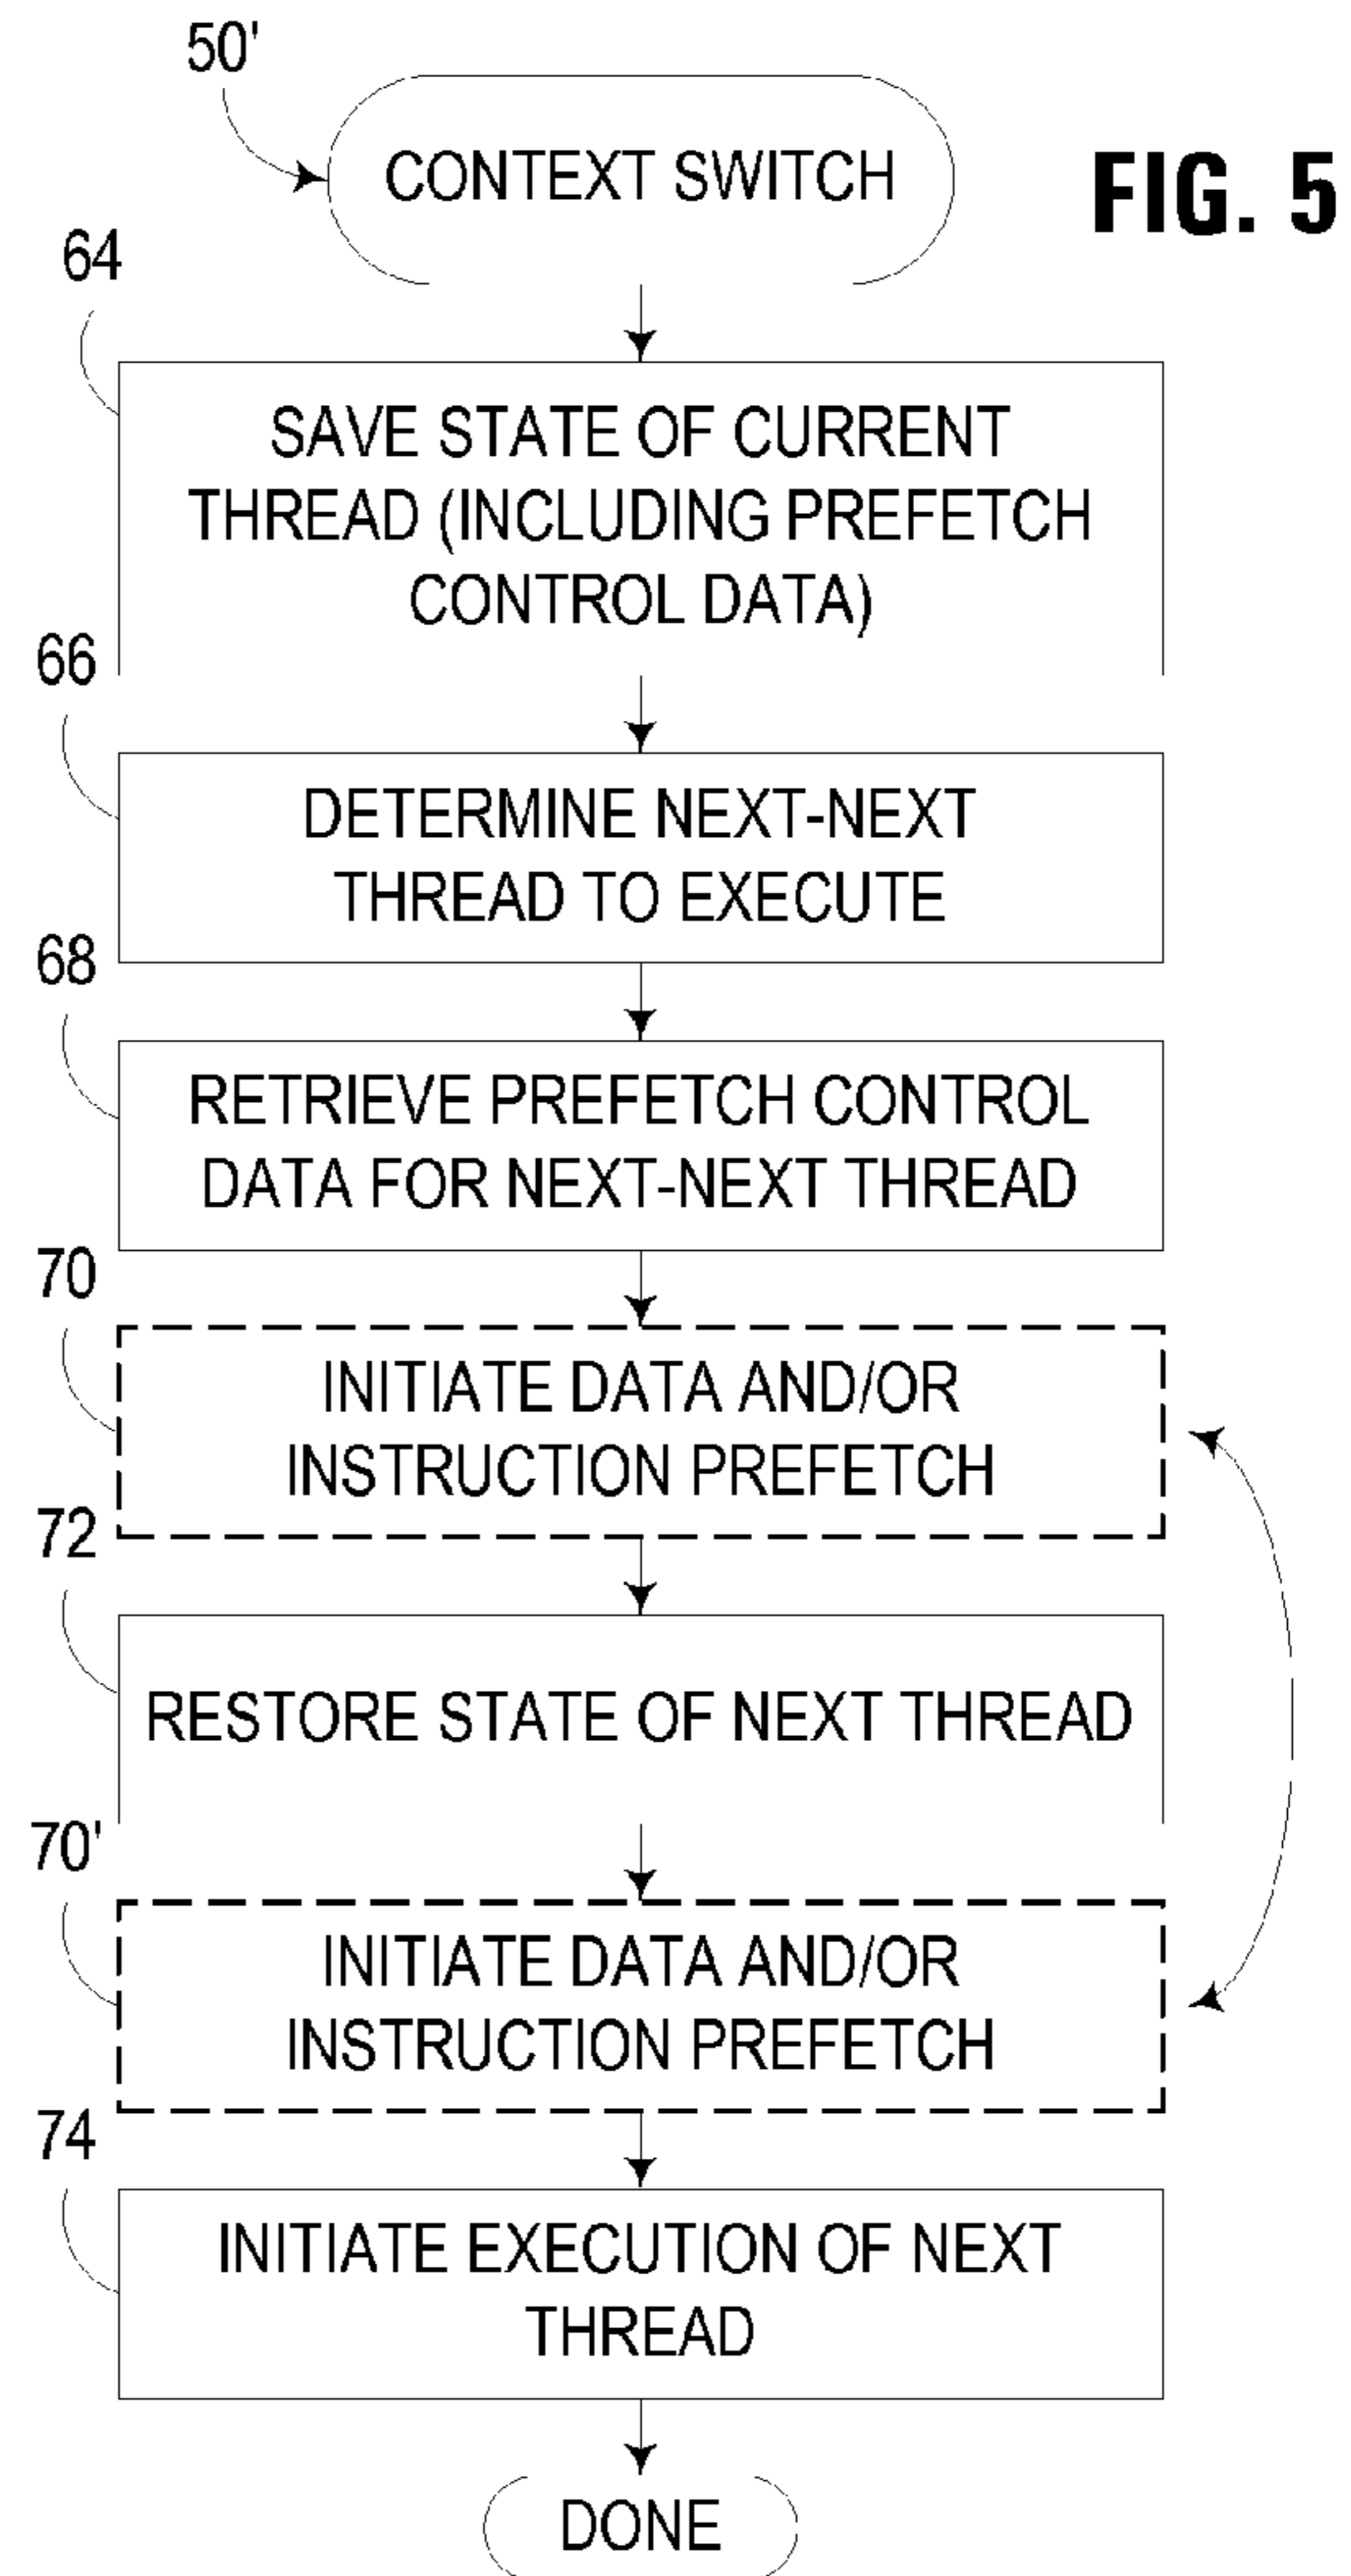 50'
CONTEXT SWITCH
FIG. 5
64
SAVE STATE OF CURRENT
THREAD (INCLUDING PREFETCH
CONTROL DATA)
66
DETERMINE NEXT-NEXT
THREAD TO EXECUTE
68
RETRIEVE PREFETCH CONTROL
DATA FOR NEXT-NEXT THREAD
70
INITIATE DATA AND/OR
INSTRUCTION PREFETCH
72
RESTORE STATE OF NEXT THREAD
70'
INITIATE DATA AND/OR
INSTRUCTION PREFETCH
74
INITIATE EXECUTION OF NEXT
THREAD
DONE